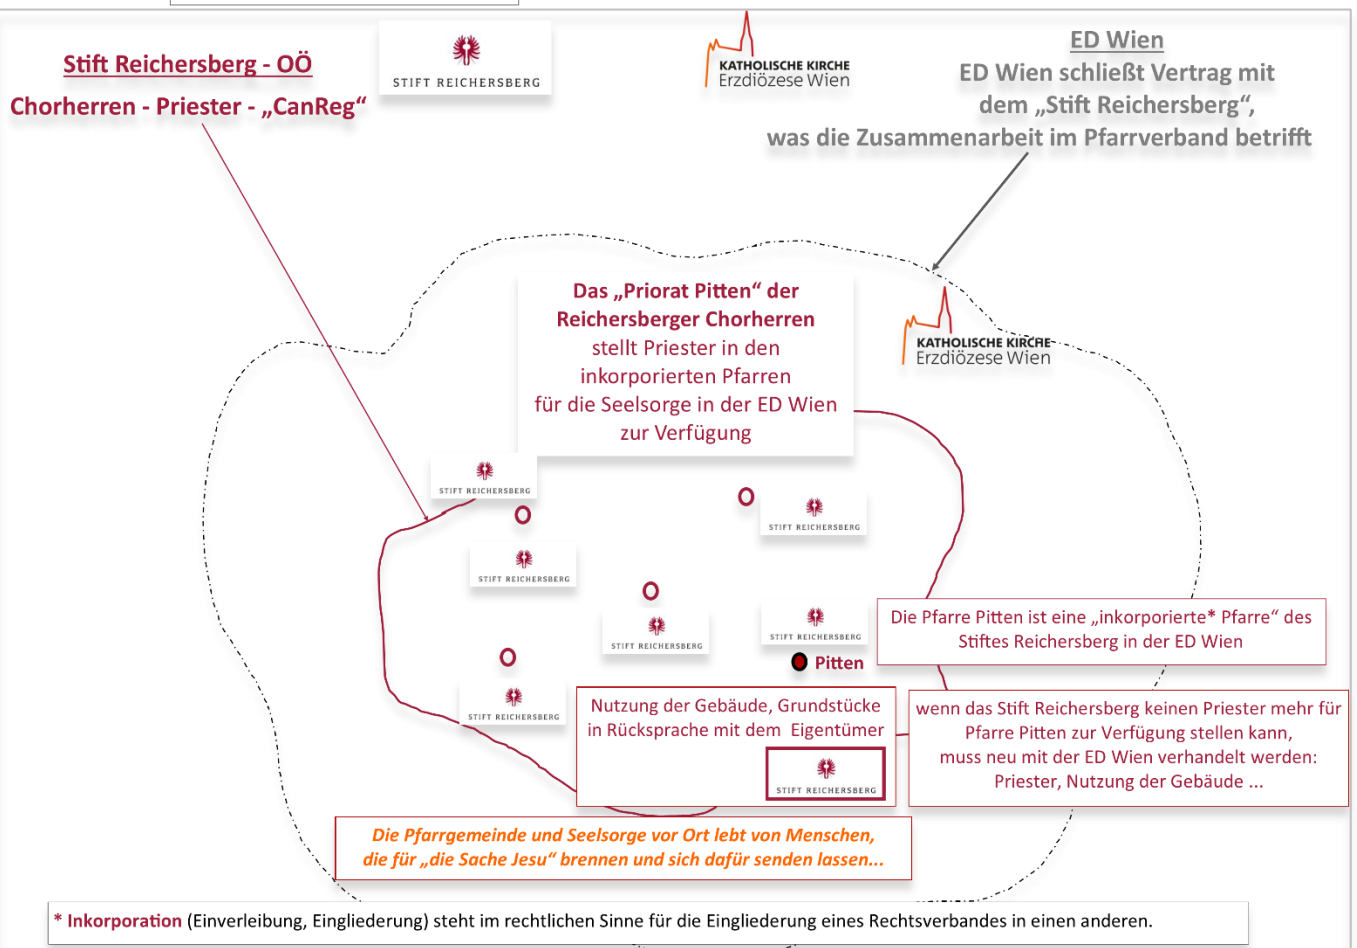 Stift Reichersberg - OÖ
Chorherren - Priester - „CanReg“
STIFT REICHERSBERG
KATHOLISCHE KIRCHE
Erzdiözese Wien
ED Wien
ED Wien schließt Vertrag mit
dem „Stift Reichersberg“,
was die Zusammenarbeit im Pfarrverband betrifft
Das „Priorat Pitten“ der
Reichersberger Chorherren
stellt Priester in den
inkorporierten Pfarren
für die Seelsorge in der ED Wien
zur Verfügung
KATHOLISCHE KIRCHE
Erzdiözese Wien
STIFT REICHERSBERG
STIFT REICHERSBERG
STIFT REICHERSBERG
STIFT REICHERSBERG
STIFT REICHERSBERG
Pitten
STIFT REICHERSBERG
Die Pfarre Pitten ist eine „inkorporierte* Pfarre“ des
Stiftes Reichersberg in der ED Wien
Nutzung der Gebäude, Grundstücke
in Rücksprache mit dem Eigentümer
STIFT REICHERSBERG
wenn das Stift Reichersberg keinen Priester mehr für
Pfarre Pitten zur Verfügung stellen kann,
muss neu mit der ED Wien verhandelt werden:
Priester, Nutzung der Gebäude ...
Die Pfarrgemeinde und Seelsorge vor Ort lebt von Menschen,
die für „die Sache Jesu“ brennen und sich dafür senden lassen...
* Inkorporation (Einverleibung, Eingliederung) steht im rechtlichen Sinne für die Eingliederung eines Rechtsverbandes in einen anderen.